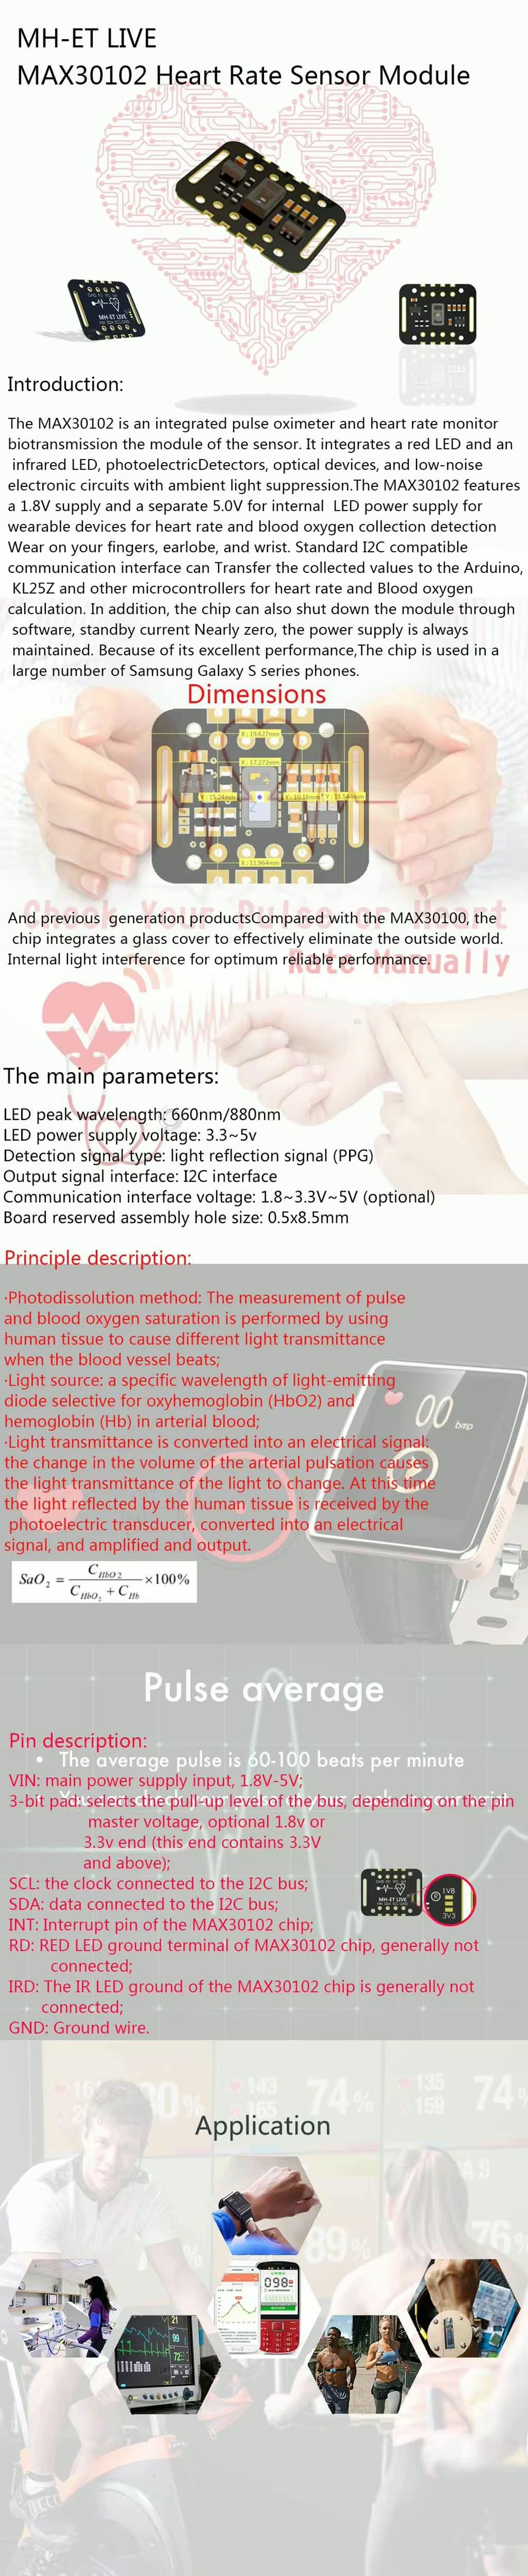 MH-ET LIVE
MAX30102 Heart Rate Sensor Module
MH-ET LIVE
Introduction:
The MAX30102 is an integrated pulse oximeter and heart rate monitor
biotransmission the module of the sensor. It integrates a red LED and an
infrared LED, photoelectricDetectors, optical devices, and low-noise
electronic circuits with ambient light suppression.The MAX30102 features
a 1.8V supply and a separate 5.0V for internal LED power supply for
wearable devices for heart rate and blood oxygen collection detection
Wear on your fingers, earlobe, and wrist. Standard I2C compatible
communication interface can Transfer the collected values to the Arduino,
KL25Z and other microcontrollers for heart rate and Blood oxygen
calculation. In addition, the chip can also shut down the module through
software, standby current Nearly zero, the power supply is always
maintained. Because of its excellent performance,The chip is used in a
large number of Samsung Galaxy S series phones.
Dimensions
X : 19.627mm
X : 17.272mm
Y : 15.24mm
X : 10.16mm
X : 11.964mm
Check Your Pulse or Heart
Rate Manually
And previous generation productsCompared with the MAX30100, the
chip integrates a glass cover to effectively eliminate the outside world.
Internal light interference for optimum reliable performance.
The main parameters:
LED peak wavelength: 660nm/880nm
LED power supply voltage: 3.3~5v
Detection signal type: light reflection signal (PPG)
Output signal interface: I2C interface
Communication interface voltage: 1.8~3.3V~5V (optional)
Board reserved assembly hole size: 0.5x8.5mm
Principle description:
·Photodissolution method: The measurement of pulse
and blood oxygen saturation is performed by using
human tissue to cause different light transmittance
when the blood vessel beats;
·Light source: a specific wavelength of light-emitting
diode selective for oxyhemoglobin (HbO2) and
hemoglobin (Hb) in arterial blood;
·Light transmittance is converted into an electrical signal:
the change in the volume of the arterial pulsation causes
the light transmittance of the light to change. At this time
the light reflected by the human tissue is received by the
photoelectric transducer, converted into an electrical
signal, and amplified and output.
00 bmp
SaO2 = CHbO2 / (CHbO2 + CHb) ×100%
Pulse average
Pin description:
• The average pulse is 60-100 beats per minute
VIN: main power supply input, 1.8V-5V;
3-bit pad: selects the pull-up level of the bus, depending on the pin
master voltage, optional 1.8v or
3.3v end (this end contains 3.3V
and above);
SCL: the clock connected to the I2C bus;
SDA: data connected to the I2C bus;
INT: Interrupt pin of the MAX30102 chip;
RD: RED LED ground terminal of MAX30102 chip, generally not
connected;
IRD: The IR LED ground of the MAX30102 chip is generally not
connected;
GND: Ground wire.
MH-ET LIVE
1V8
3V3
143
74%
135
159
74%
Application
89%
098
21
99
72